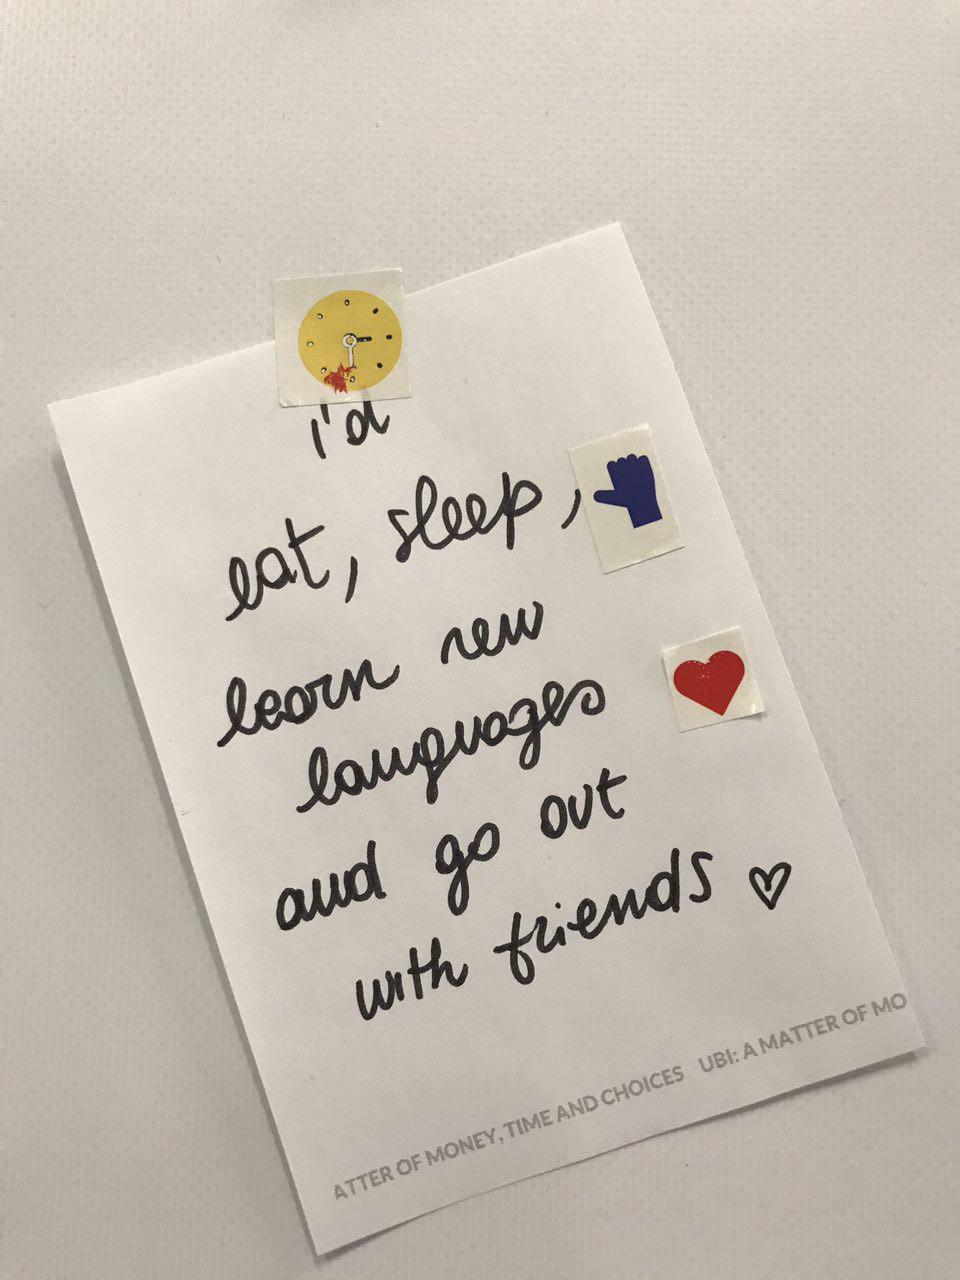 i'd
eat, sleep,
learn new
languages
and go out
with friends ♡
ATTER OF MONEY, TIME AND CHOICES UBI: A MATTER OF MO